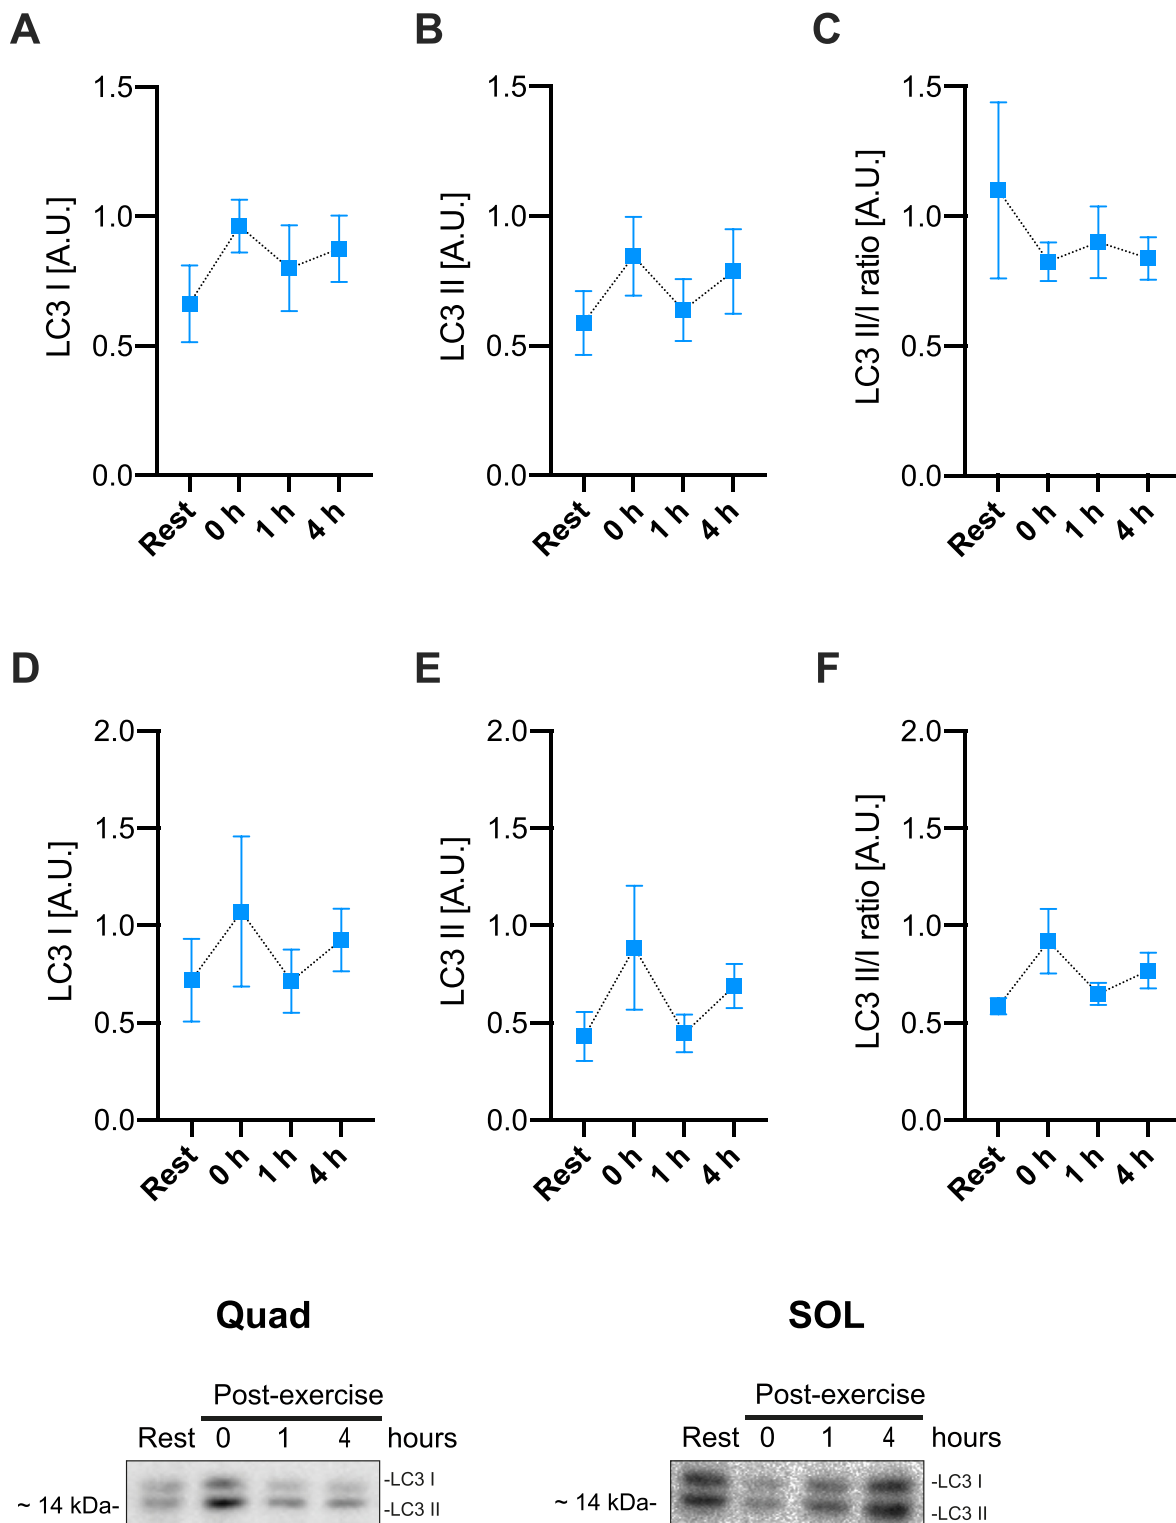 A
B
C
1.5
1.0
0.5
0.0
LC3 I [A.U.]
Rest
0 h
1 h
4 h
1.5
1.0
0.5
0.0
LC3 II [A.U.]
Rest
0 h
1 h
4 h
1.5
1.0
0.5
0.0
LC3 II/I ratio [A.U.]
Rest
0 h
1 h
4 h
D
E
F
2.0
1.5
1.0
0.5
0.0
LC3 I [A.U.]
Rest
0 h
1 h
4 h
2.0
1.5
1.0
0.5
0.0
LC3 II [A.U.]
Rest
0 h
1 h
4 h
2.0
1.5
1.0
0.5
0.0
LC3 II/I ratio [A.U.]
Rest
0 h
1 h
4 h
Quad
Post-exercise
Rest 0 1 4 hours
-LC3 I
~ 14 kDa-
-LC3 II
SOL
Post-exercise
Rest 0 1 4 hours
-LC3 I
~ 14 kDa-
-LC3 II